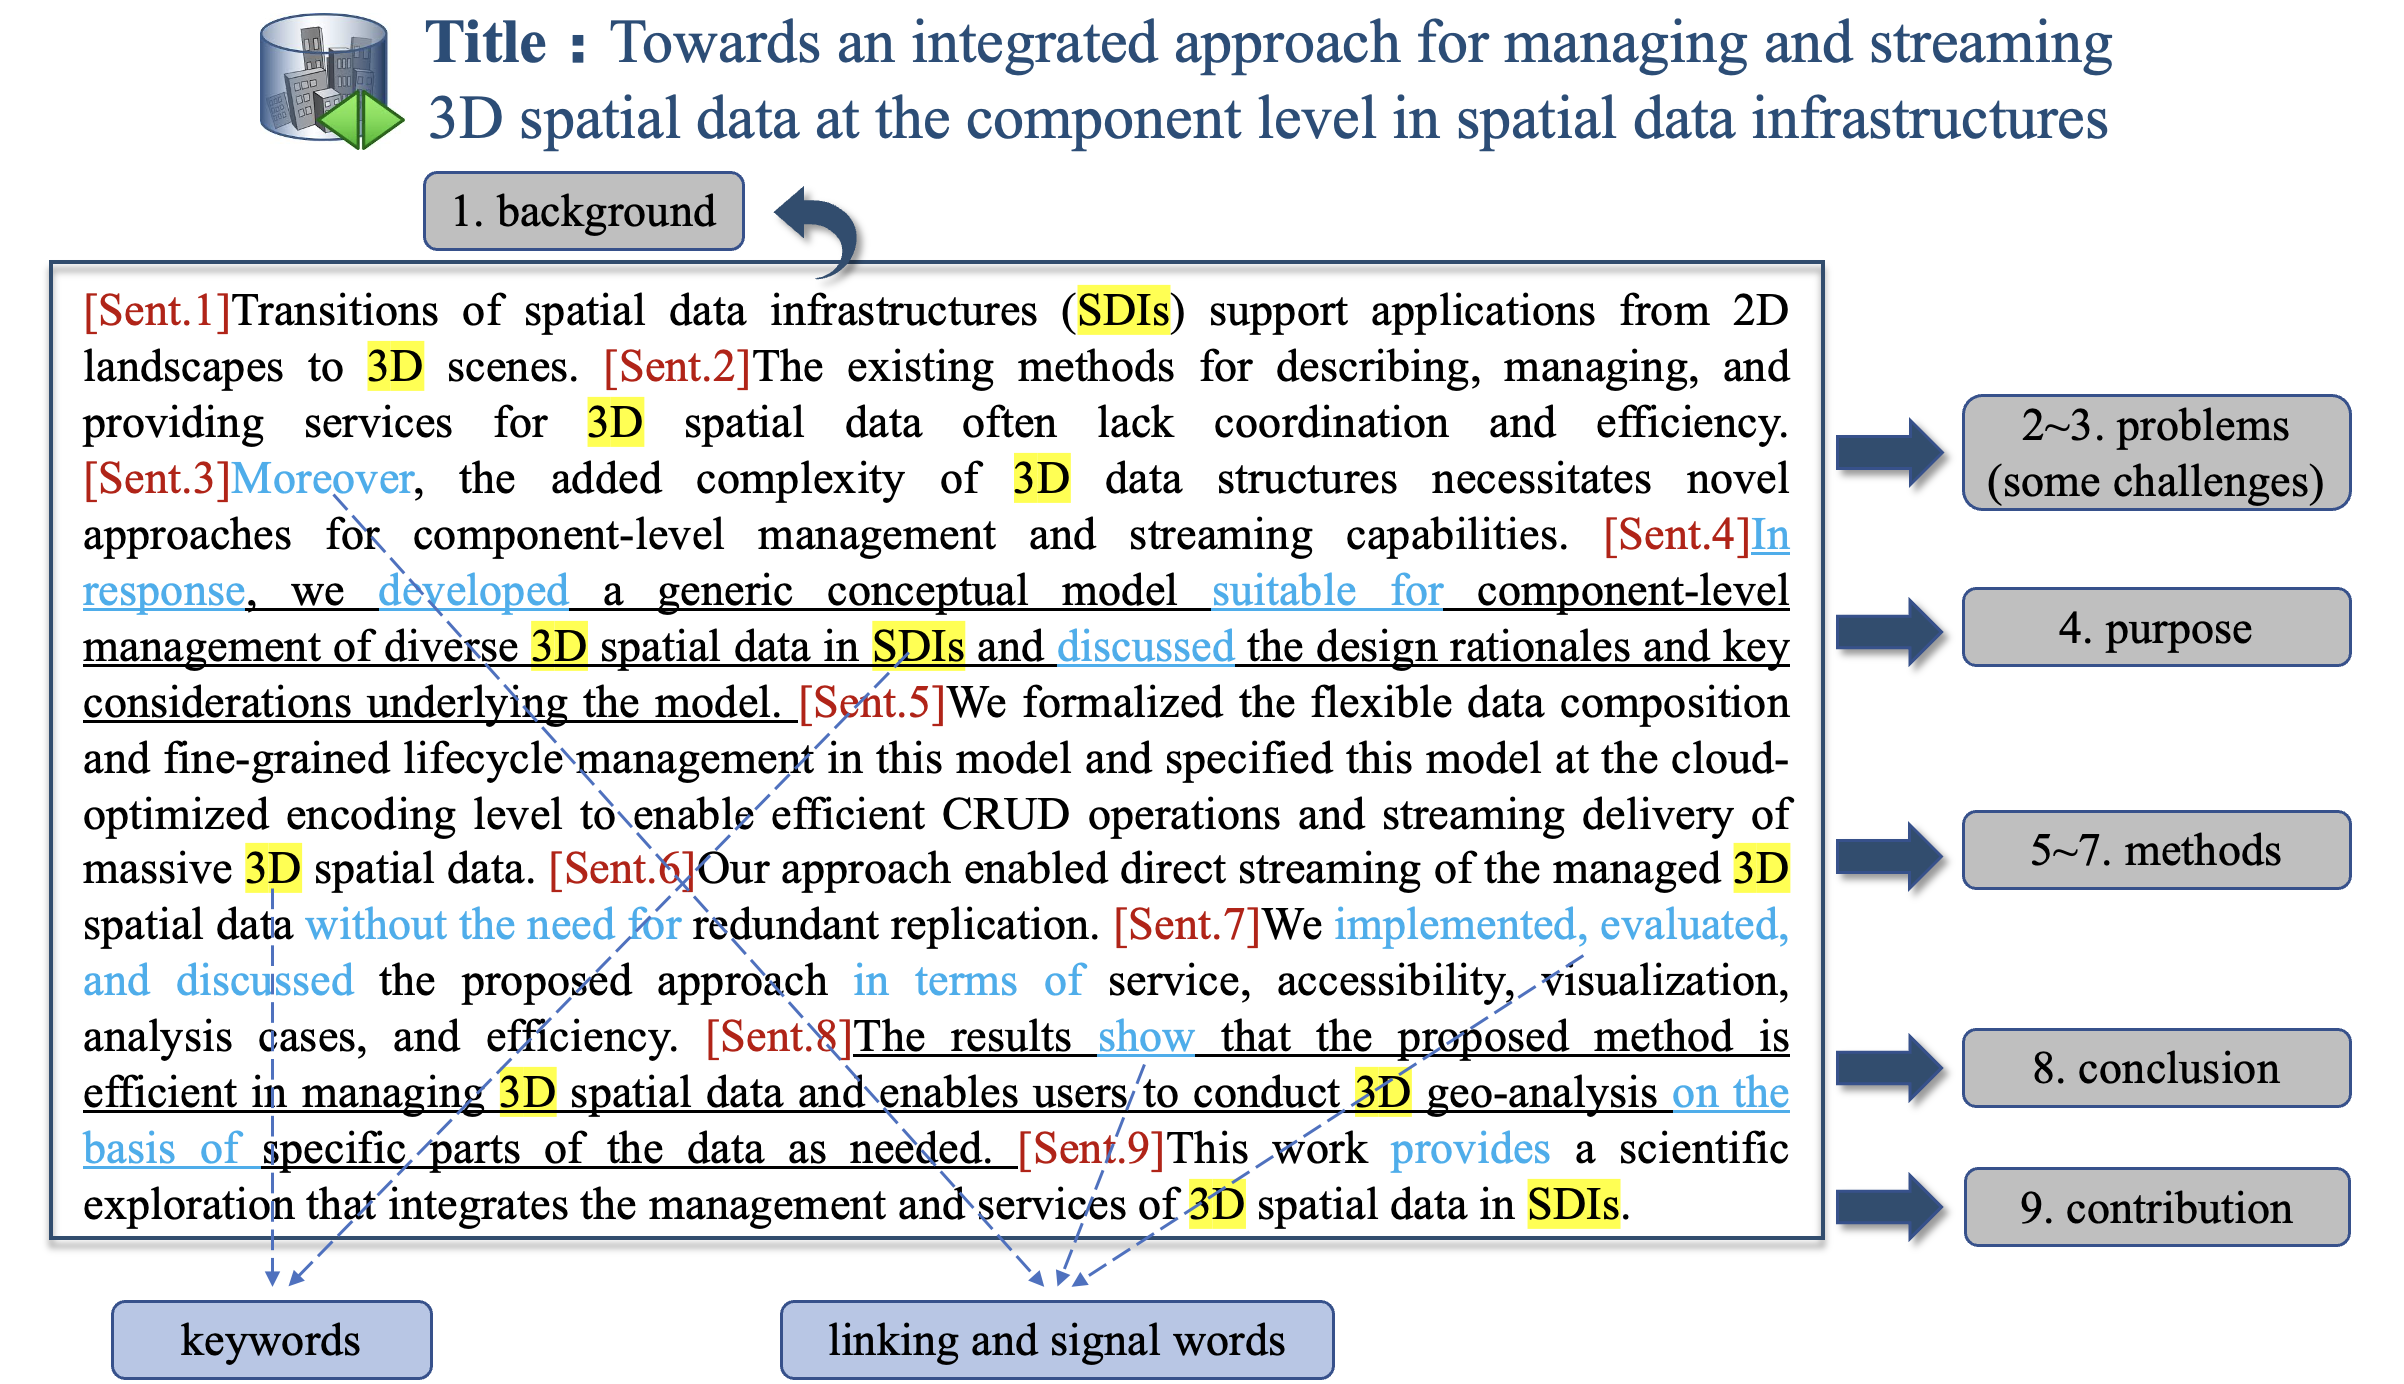 Title：Towards an integrated approach for managing and streaming
3D spatial data at the component level in spatial data infrastructures
1. background
[Sent.1]Transitions of spatial data infrastructures (SDIs) support applications from 2D
landscapes to 3D scenes. [Sent.2]The existing methods for describing, managing, and
providing services for 3D spatial data often lack coordination and efficiency.
[Sent.3]Moreover, the added complexity of 3D data structures necessitates novel
approaches for component-level management and streaming capabilities. [Sent.4]In
response, we developed a generic conceptual model suitable for component-level
management of diverse 3D spatial data in SDIs and discussed the design rationales and key
considerations underlying the model. [Sent.5]We formalized the flexible data composition
and fine-grained lifecycle management in this model and specified this model at the cloud-
optimized encoding level to enable efficient CRUD operations and streaming delivery of
massive 3D spatial data. [Sent.6]Our approach enabled direct streaming of the managed 3D
spatial data without the need for redundant replication. [Sent.7]We implemented, evaluated,
and discussed the proposed approach in terms of service, accessibility, visualization,
analysis cases, and efficiency. [Sent.8]The results show that the proposed method is
efficient in managing 3D spatial data and enables users to conduct 3D geo-analysis on the
basis of specific parts of the data as needed. [Sent.9]This work provides a scientific
exploration that integrates the management and services of 3D spatial data in SDIs.
2~3. problems
(some challenges)
4. purpose
5~7. methods
8. conclusion
9. contribution
keywords
linking and signal words